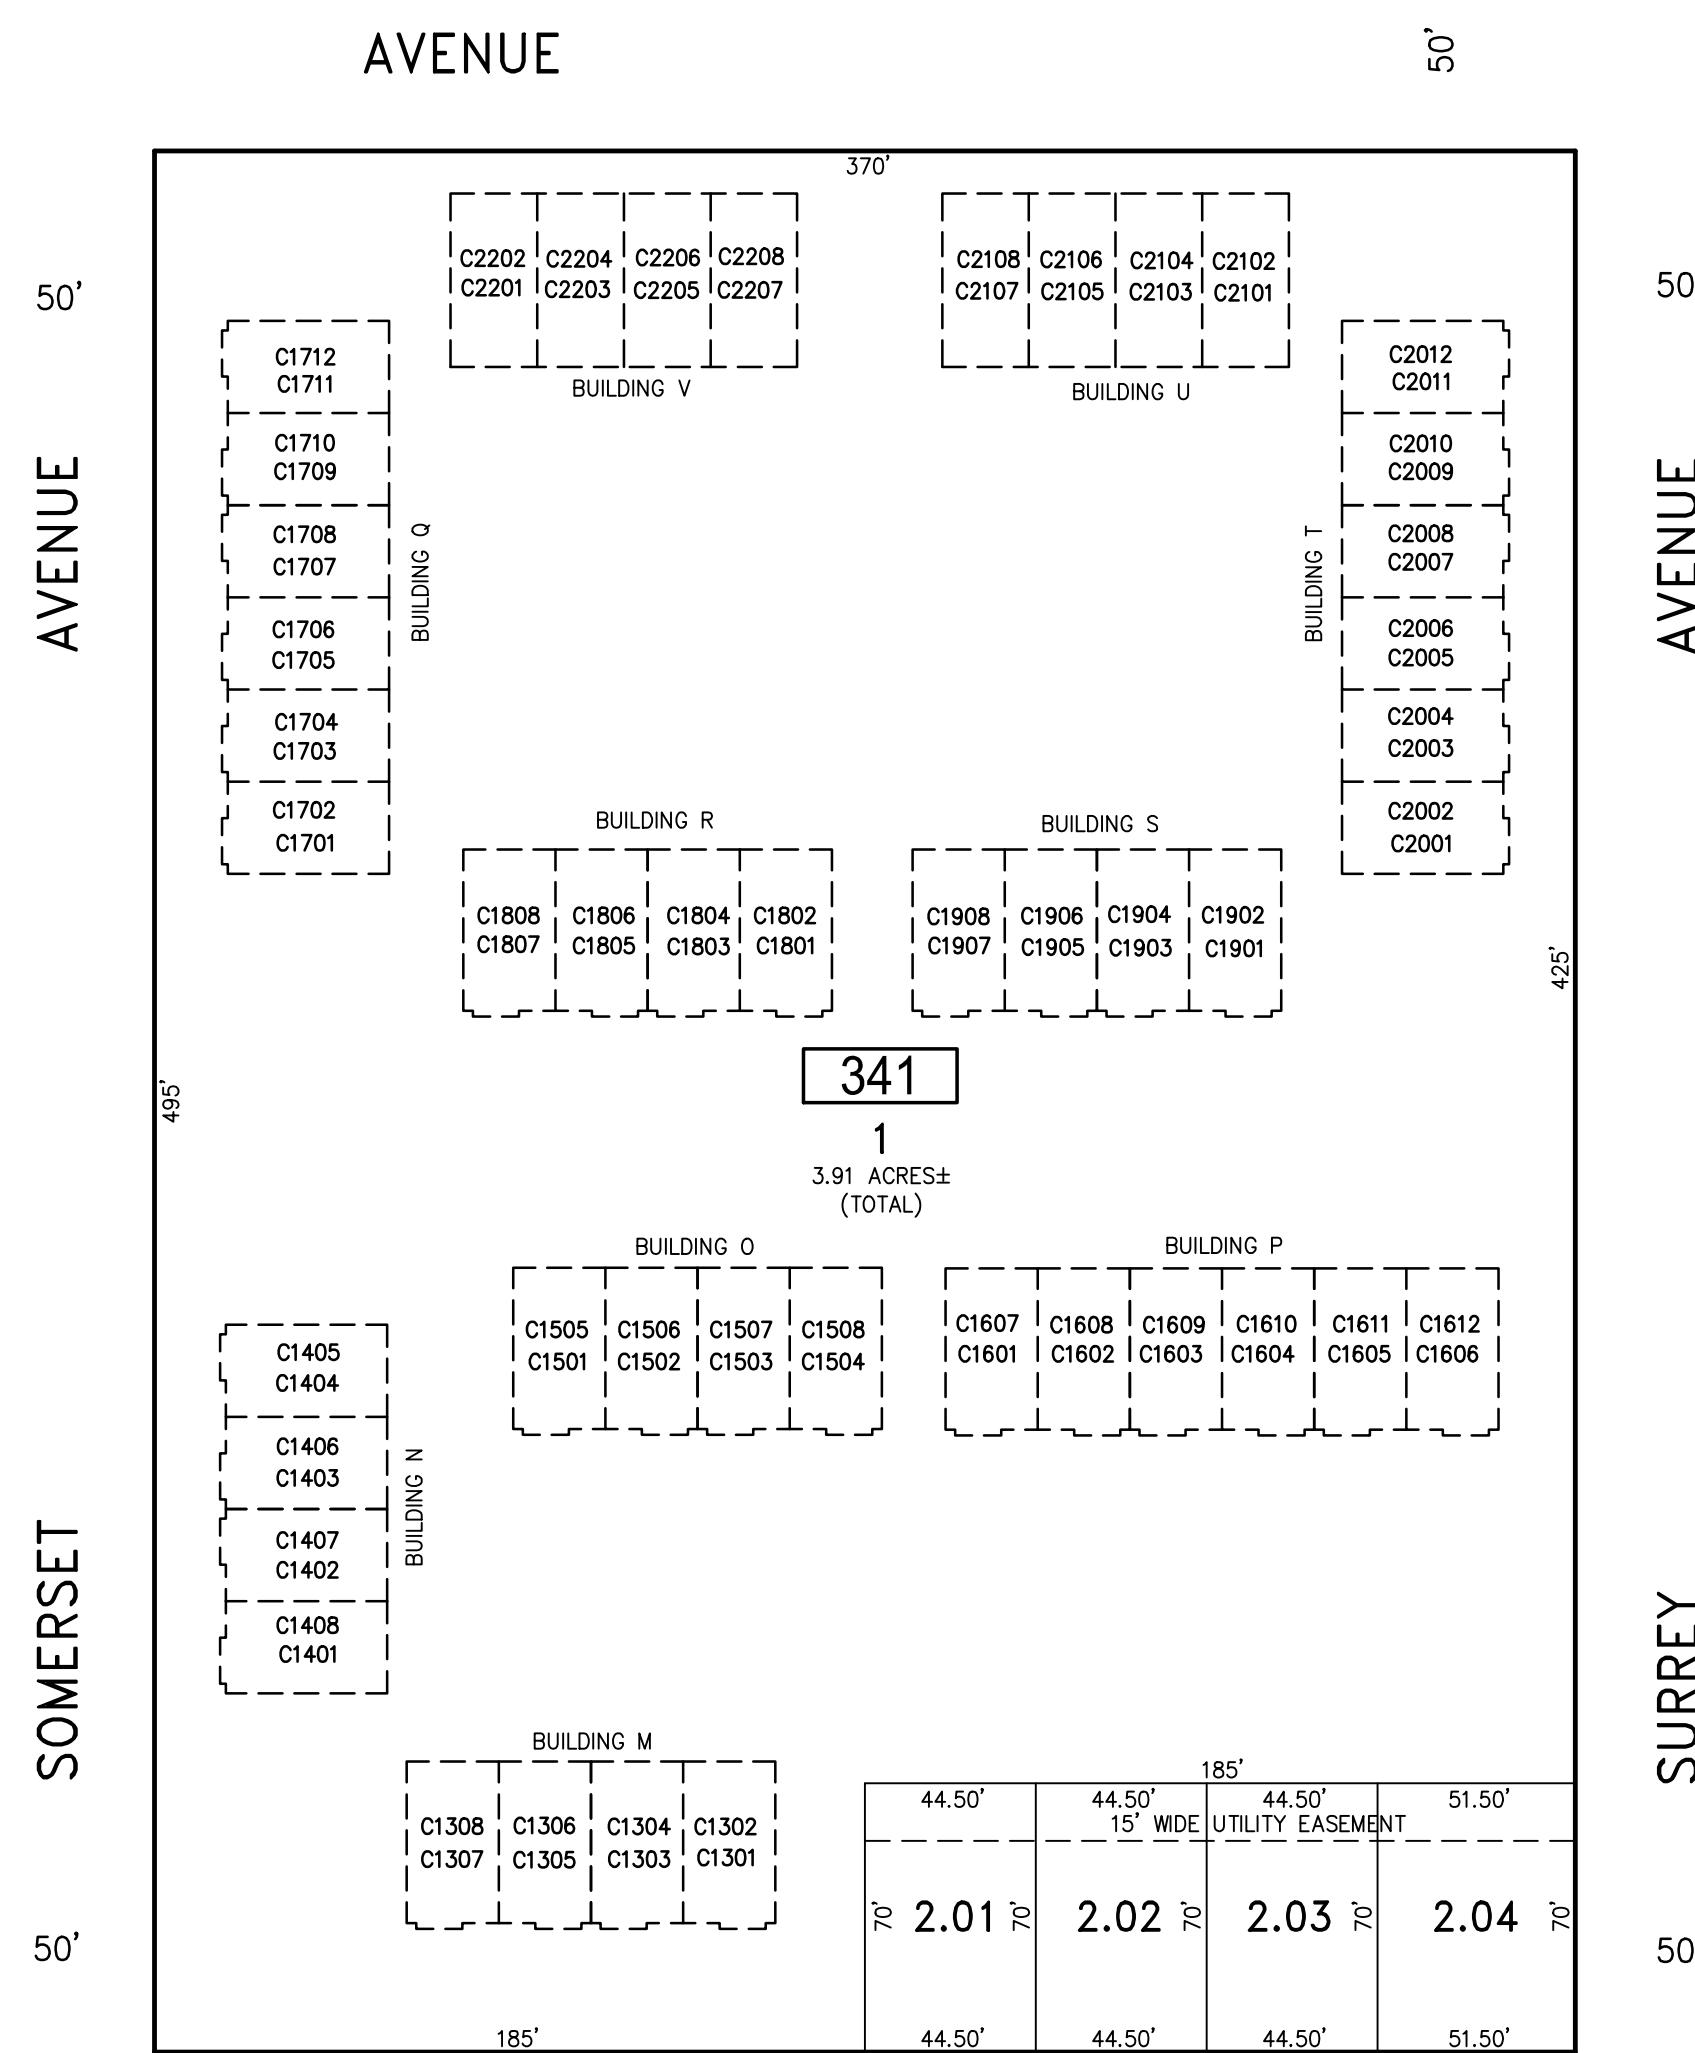 AVENUE
50'
370'
C2202 C2204 C2206 C2208
C2201 C2203 C2205 C2207
BUILDING V
C2108 C2106 C2104 C2102
C2107 C2105 C2103 C2101
BUILDING U
50'
50
AVENUE
AVENUE
C1712
C1711
C1710
C1709
C1708
C1707
C1706
C1705
C1704
C1703
C1702
C1701
BUILDING Q
BUILDING T
C2012
C2011
C2010
C2009
C2008
C2007
C2006
C2005
C2004
C2003
C2002
C2001
BUILDING R
C1808 C1806 C1804 C1802
C1807 C1805 C1803 C1801
BUILDING S
C1908 C1906 C1904 C1902
C1907 C1905 C1903 C1901
425'
495'
341
1
3.91 ACRES±
(TOTAL)
BUILDING O
C1505 C1506 C1507 C1508
C1501 C1502 C1503 C1504
BUILDING P
C1607 C1608 C1609 C1610 C1611 C1612
C1601 C1602 C1603 C1604 C1605 C1606
C1405
C1404
C1406
C1403
C1407
C1402
C1408
C1401
BUILDING N
SOMERSET
SURREY
BUILDING M
C1308 C1306 C1304 C1302
C1307 C1305 C1303 C1301
185'
44.50' 44.50' 44.50' 51.50'
15' WIDE UTILITY EASEMENT
70' 2.01 70' 2.02 70' 2.03 70' 2.04 70'
50'
50
185' 44.50' 44.50' 44.50' 51.50'